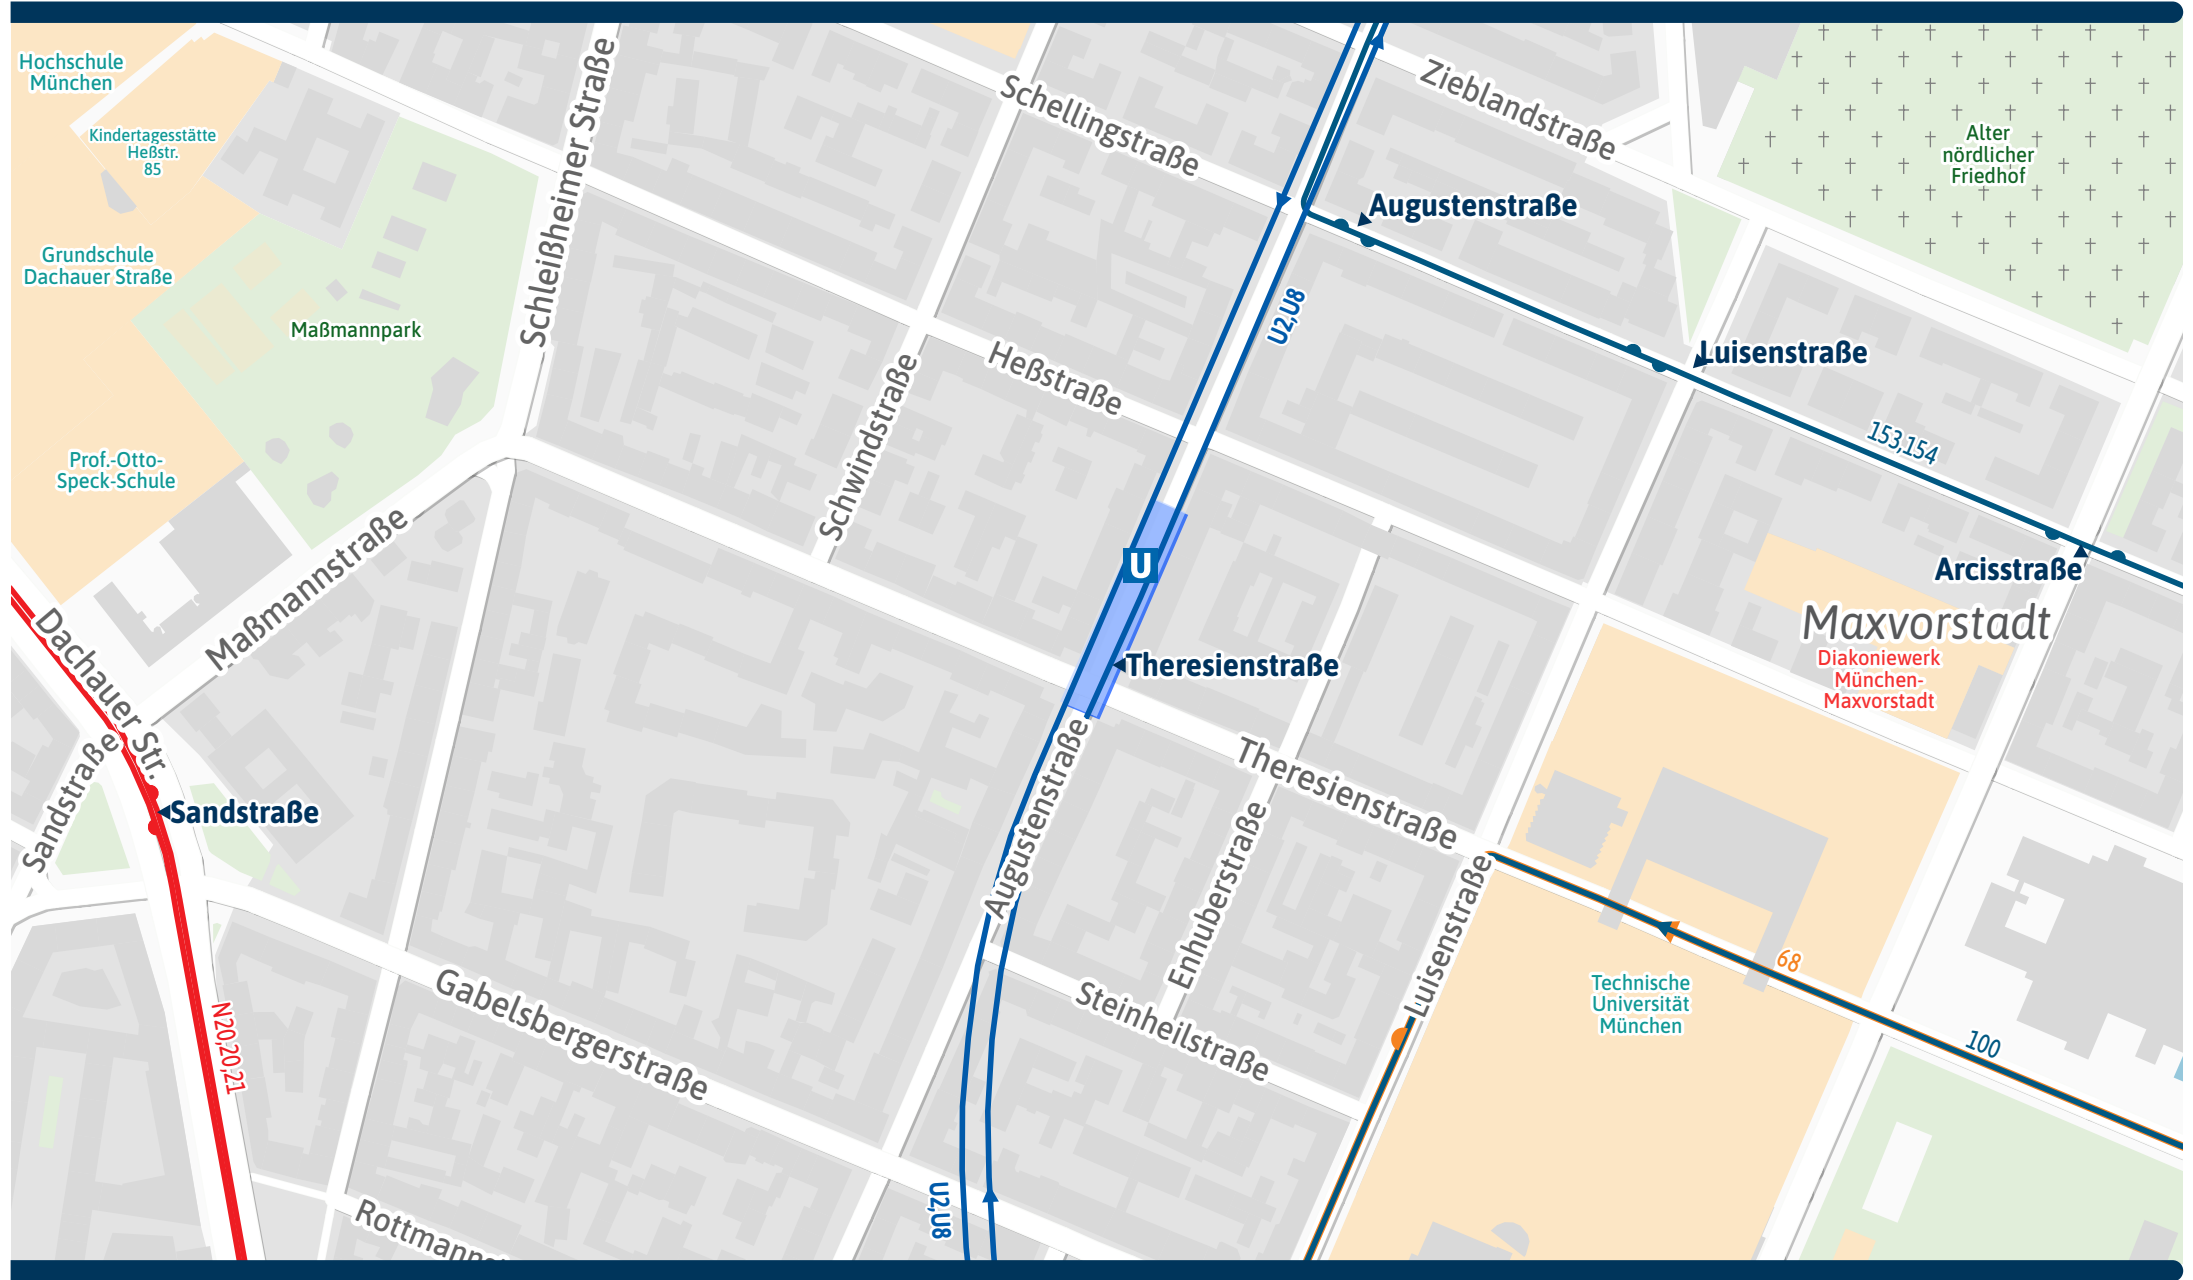 Hochschule
München
Kindertagesstätte
Heßstr.
85
Grundschule
Dachauer Straße
Maßmannpark
Prof.-Otto-
Speck-Schule
Schleißheimer Straße
Schellingstraße
Zieblandstraße
Alter
nördlicher
Friedhof
Augustenstraße
U2,U8
Luisenstraße
Heßstraße
Schwindstraße
153,154
Arcisstraße
Maxvorstadt
Diakoniewerk
München-
Maxvorstadt
U
Theresienstraße
Maßmannstraße
Dachauer Str.
Sandstraße
Sandstraße
Theresienstraße
Augustenstraße
Enhuberstraße
Luisenstraße
68
Technische
Universität
München
100
Gabelsbergerstraße
Steinheilstraße
N20,20,21
U2,U8